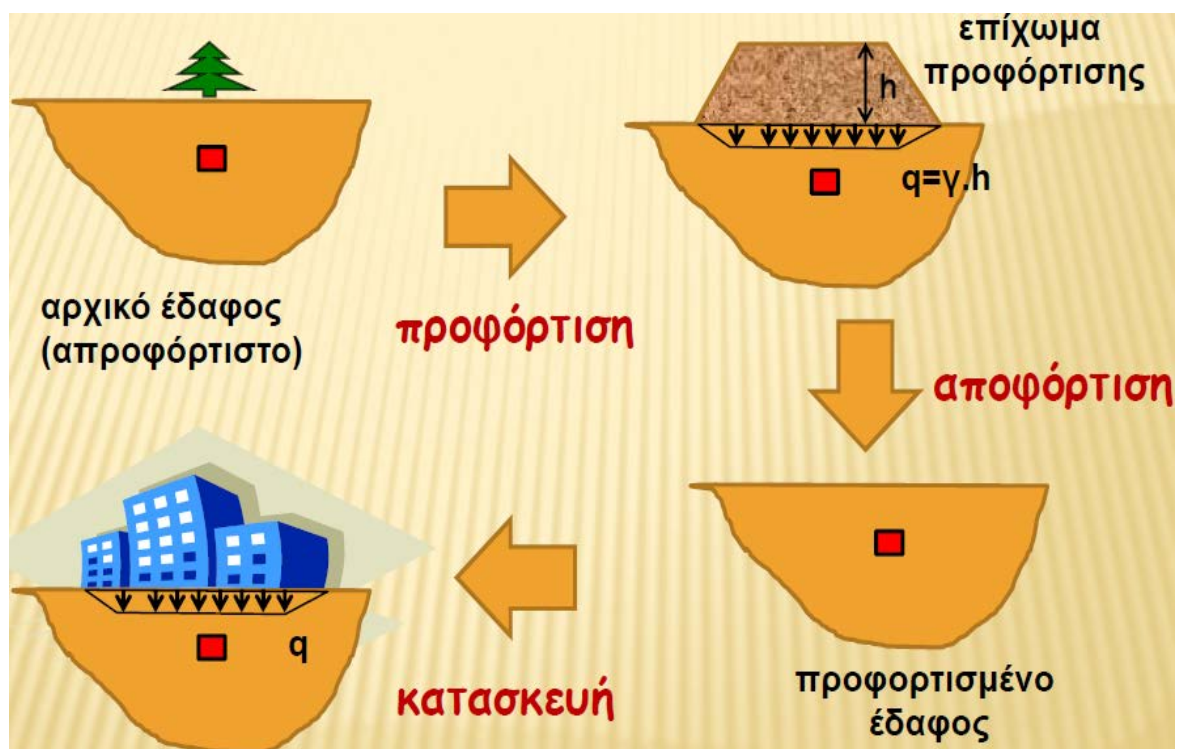 επίχωμα
προφόρτισης
h
q=γ.h
αρχικό έδαφος
(απροφόρτιστο)
προφόρτιση
αποφόρτιση
προφορτισμένο
έδαφος
κατασκευή
q